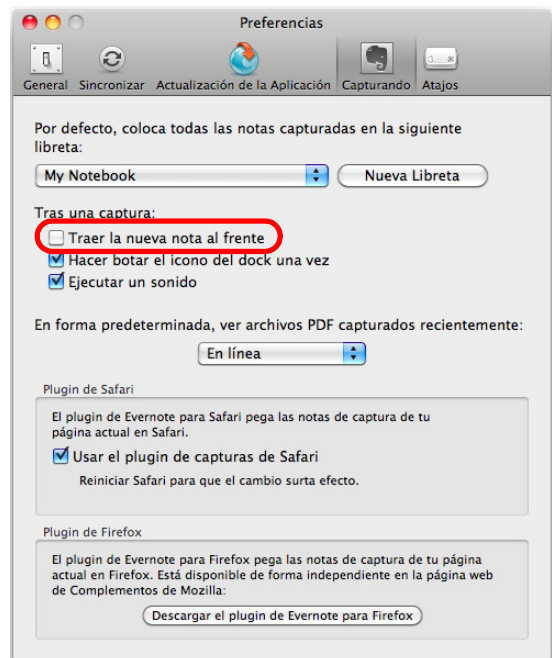 Preferencias
General Sincronizar Actualización de la Aplicación Capturando Atajos
Por defecto, coloca todas las notas capturadas en la siguiente
libreta:
My Notebook Nueva Libreta
Tras una captura:
Traer la nueva nota al frente
Hacer botar el icono del dock una vez
Ejecutar un sonido
En forma predeterminada, ver archivos PDF capturados recientemente:
En línea
Plugin de Safari
El plugin de Evernote para Safari pega las notas de captura de tu
página actual en Safari.
Usar el plugin de capturas de Safari
Reiniciar Safari para que el cambio surta efecto.
Plugin de Firefox
El plugin de Evernote para Firefox pega las notas de captura de tu página
actual en Firefox. Está disponible de forma independiente en la página web
de Complementos de Mozilla:
Descargar el plugin de Evernote para Firefox